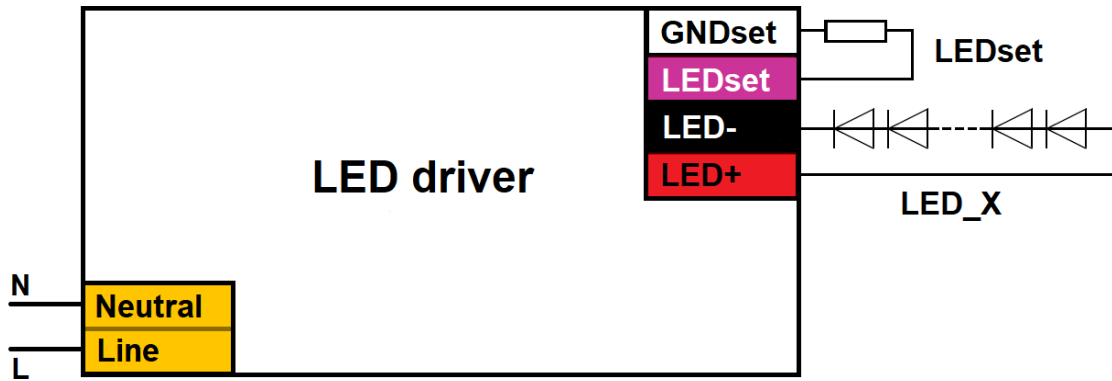 GNDset
LEDset
LEDset
LED-
LED driver
LED+
LED_X
N
Neutral
Line
L